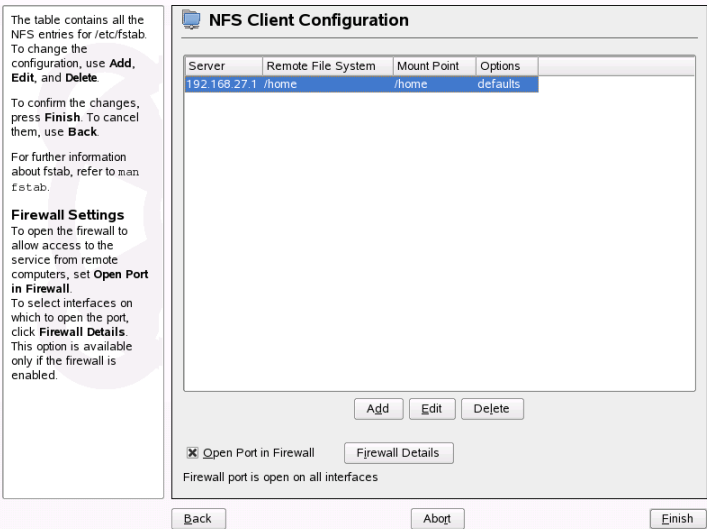 The table contains all the
NFS entries for /etc/fstab.
To change the
configuration, use Add,
Edit, and Delete.
To confirm the changes,
press Finish. To cancel
them, use Back.
For further information
about fstab, refer to man
fstab.
Firewall Settings
To open the firewall to
allow access to the
service from remote
computers, set Open Port
in Firewall.
To select interfaces on
which to open the port,
click Firewall Details.
This option is available
only if the firewall is
enabled.
NFS Client Configuration
Server Remote File System Mount Point Options
192.168.27.1 /home /home defaults
Add Edit Delete
Open Port in Firewall Firewall Details
Firewall port is open on all interfaces
Back Abort Finish